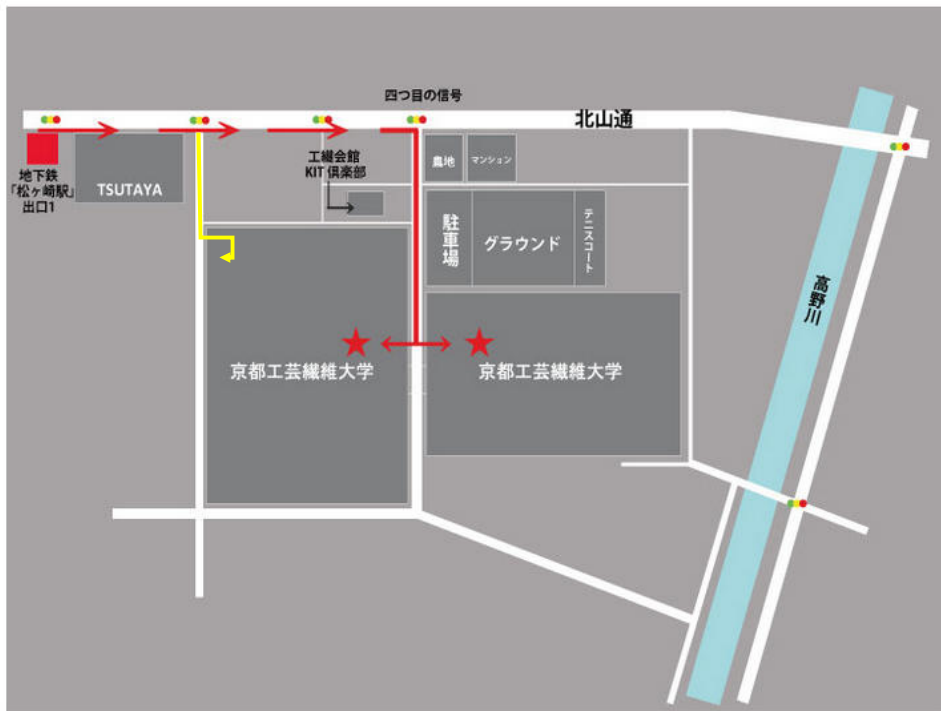 四つ目の信号
北山通
地下鉄
「松ヶ崎駅」
出口1
TSUTAYA
工繊会館
KIT 倶楽部
農地
マンション
駐車場
グラウンド
テニスコート
高野川
京都工芸繊維大学
京都工芸繊維大学